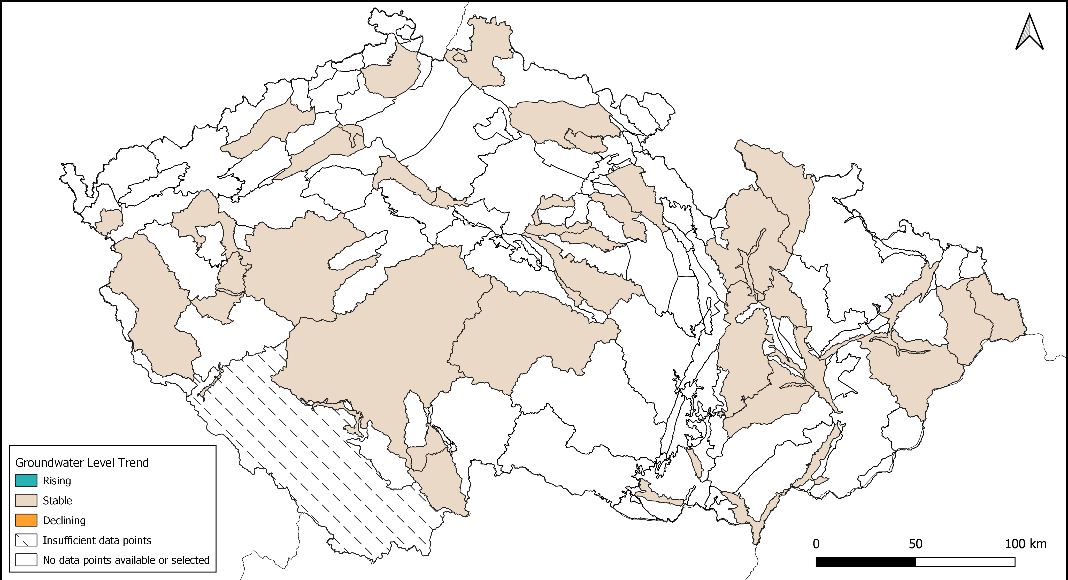 Groundwater Level Trend
Rising
Stable
Declining
Insufficient data points
No data points available or selected
0 50 100 km